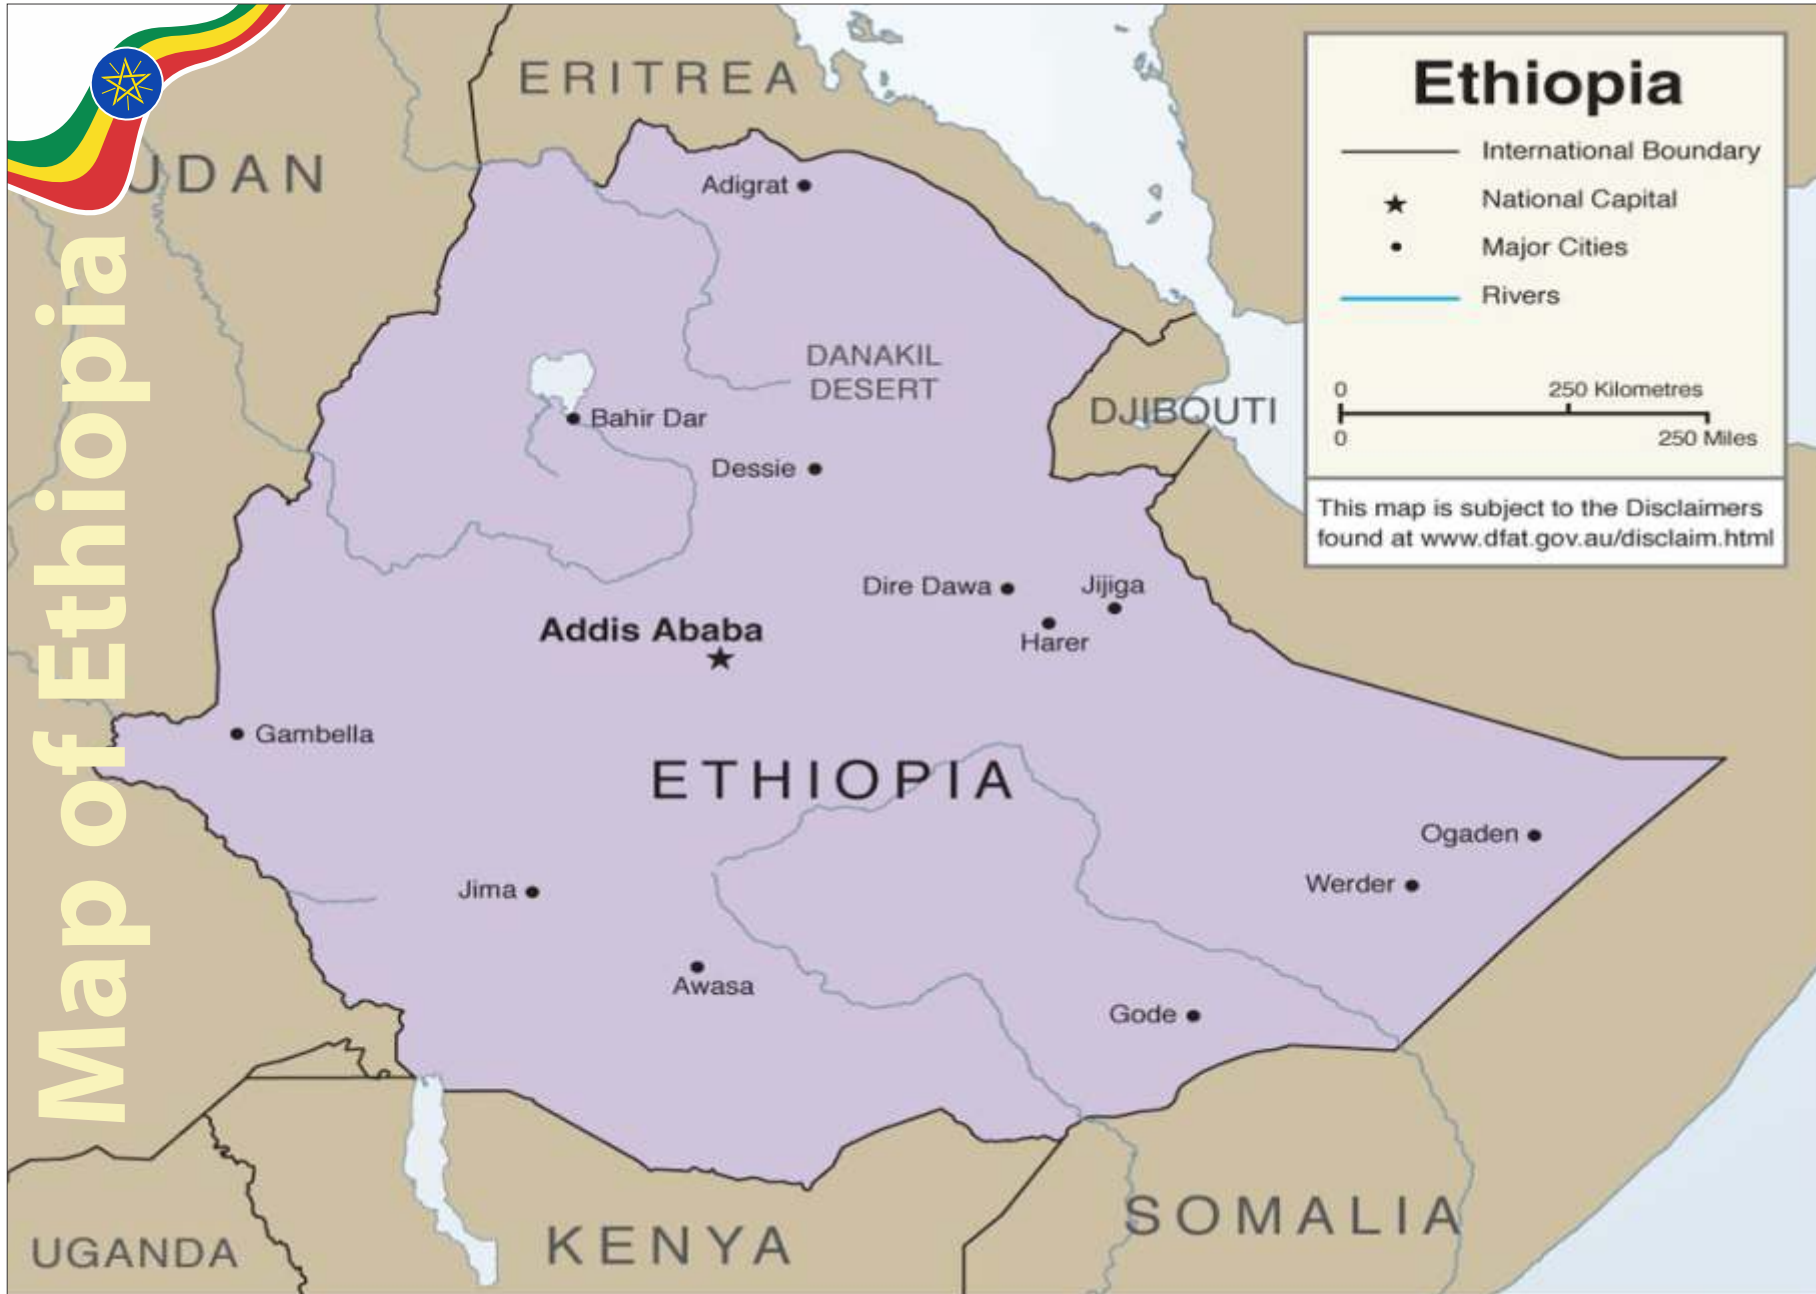 Map of Ethiopia
ERITREA
UDAN
Ethiopia
International Boundary
National Capital
Major Cities
Rivers
0 250 Kilometres
0 250 Miles
This map is subject to the Disclaimers
found at www.dfat.gov.au/disclaim.html
Adigrat
DANAKIL
DESERT
DJIBOUTI
Bahir Dar
Dessie
Dire Dawa
Jijiga
Harer
Addis Ababa
Gambella
ETHIOPIA
Ogaden
Werder
Jima
Awasa
Gode
SOMALIA
KENYA
UGANDA